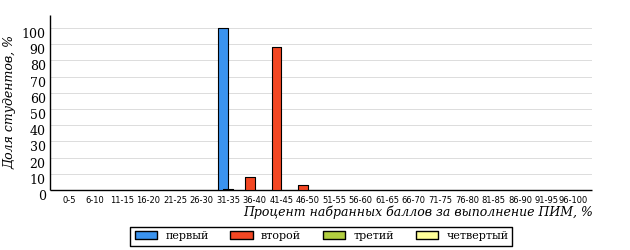 Доля студентов, %
100
90
80
70
60
50
40
30
20
10
0
0-5 6-10 11-15 16-20 21-25 26-30 31-35 36-40 41-45 46-50 51-55 56-60 61-65 66-70 71-75 76-80 81-85 86-90 91-95 96-100
Процент набранных баллов за выполнение ПИМ, %
первый второй третий четвертый